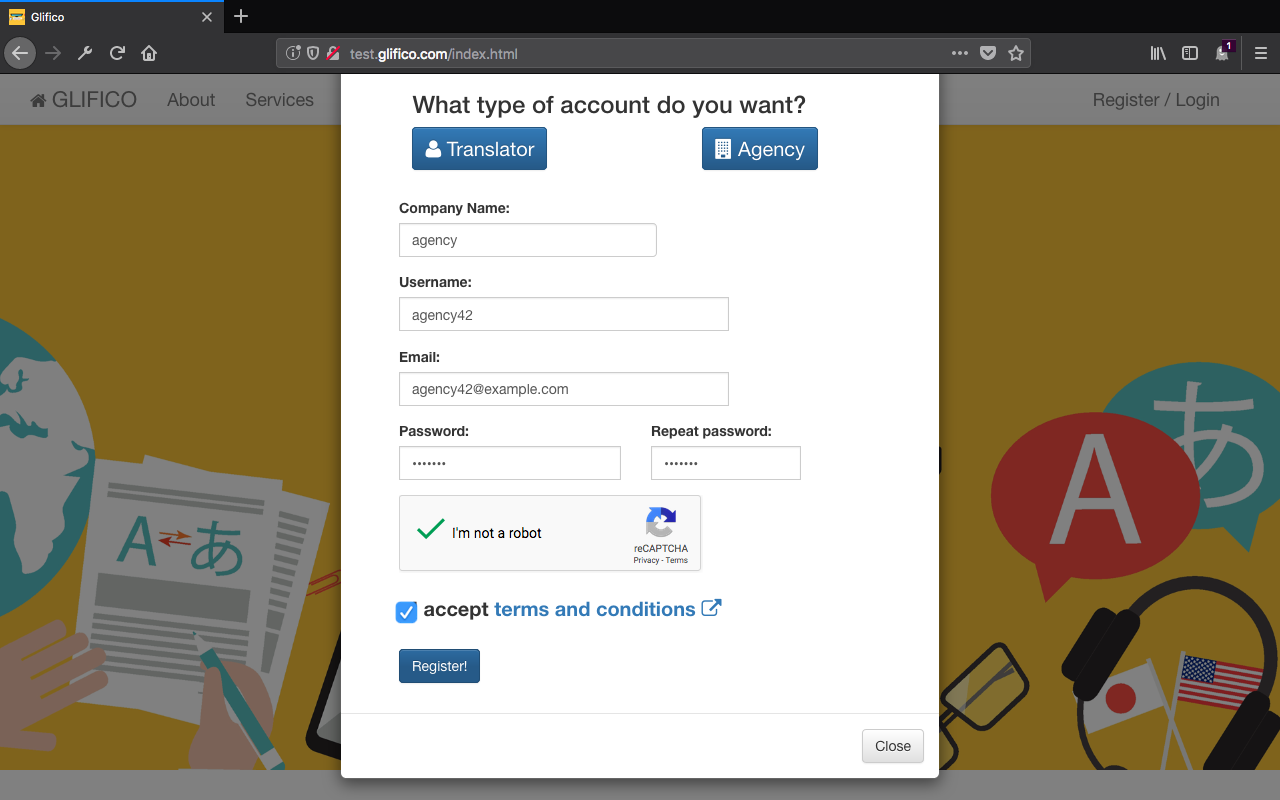 Glifico
test.glifico.com/index.html
1
GLIFICO About Services Register / Login
What type of account do you want?
Translator Agency
Company Name:
agency
Username:
agency42
Email:
agency42@example.com
Password: Repeat password:
••••••• •••••••
I'm not a robot
reCAPTCHA
Privacy - Terms
accept terms and conditions
Register!
Close
A あ
A あ